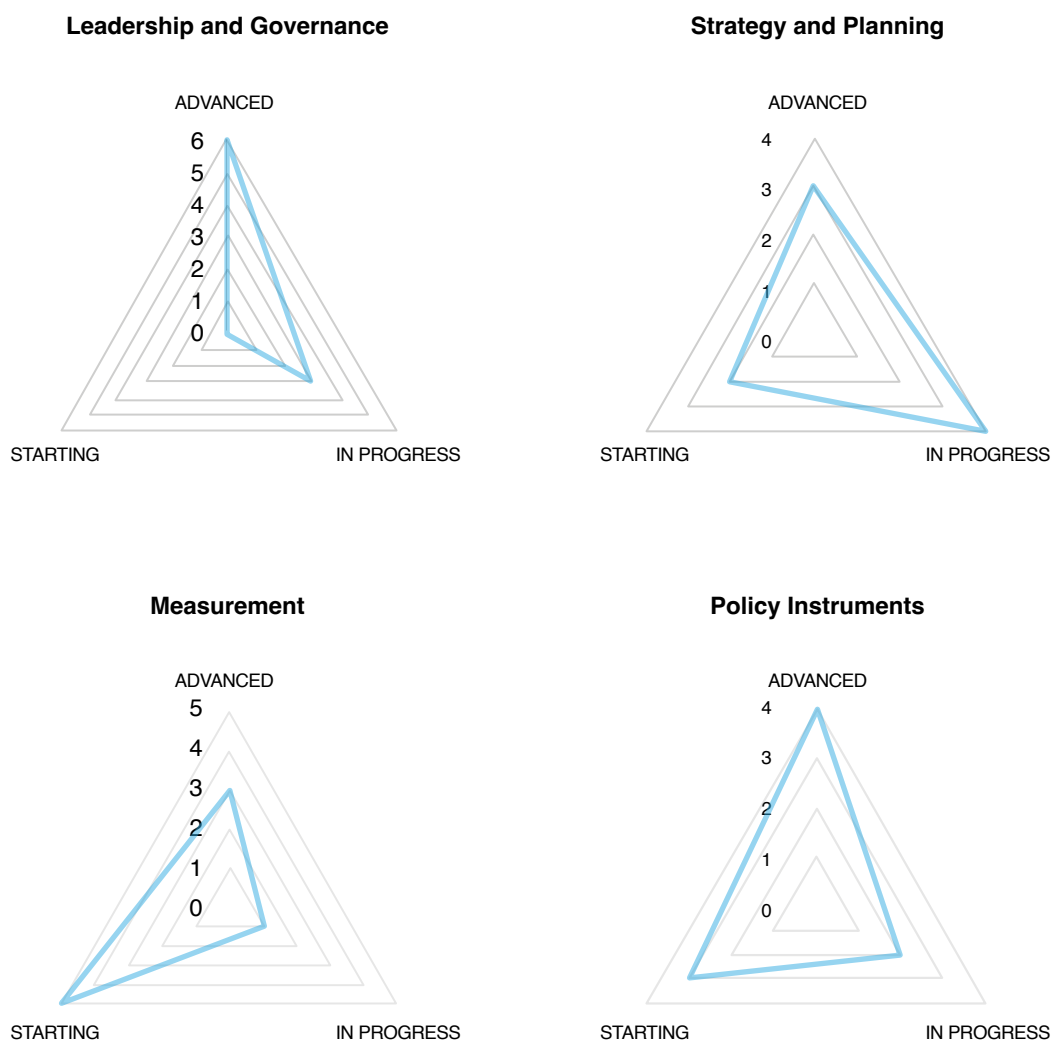 Leadership and Governance
ADVANCED
6
5
4
3
2
1
0
STARTING
IN PROGRESS
Strategy and Planning
ADVANCED
4
3
2
1
0
STARTING
IN PROGRESS
Measurement
ADVANCED
5
4
3
2
1
0
STARTING
IN PROGRESS
Policy Instruments
ADVANCED
4
3
2
1
0
STARTING
IN PROGRESS